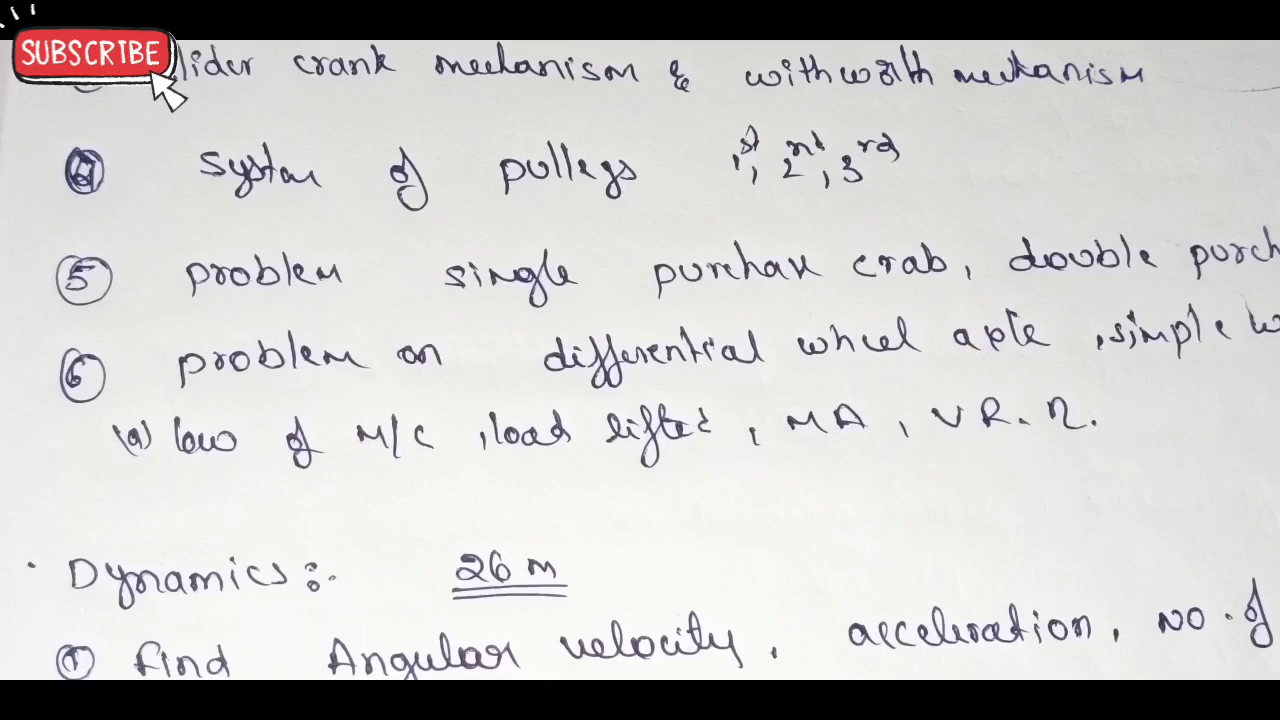 SUBSCRIBE
lider crank mechanism & withworth mechanism
④ system of pulleys 1st, 2nd, 3rd
⑤ problem single purchase crab, double purch
⑥ problem on differential wheel axle, simple w
(a) law of M/C, load lifted, MA, VR. η.
Dynamics:. 26 m
① Find Angular velocity, acceleration, No. of